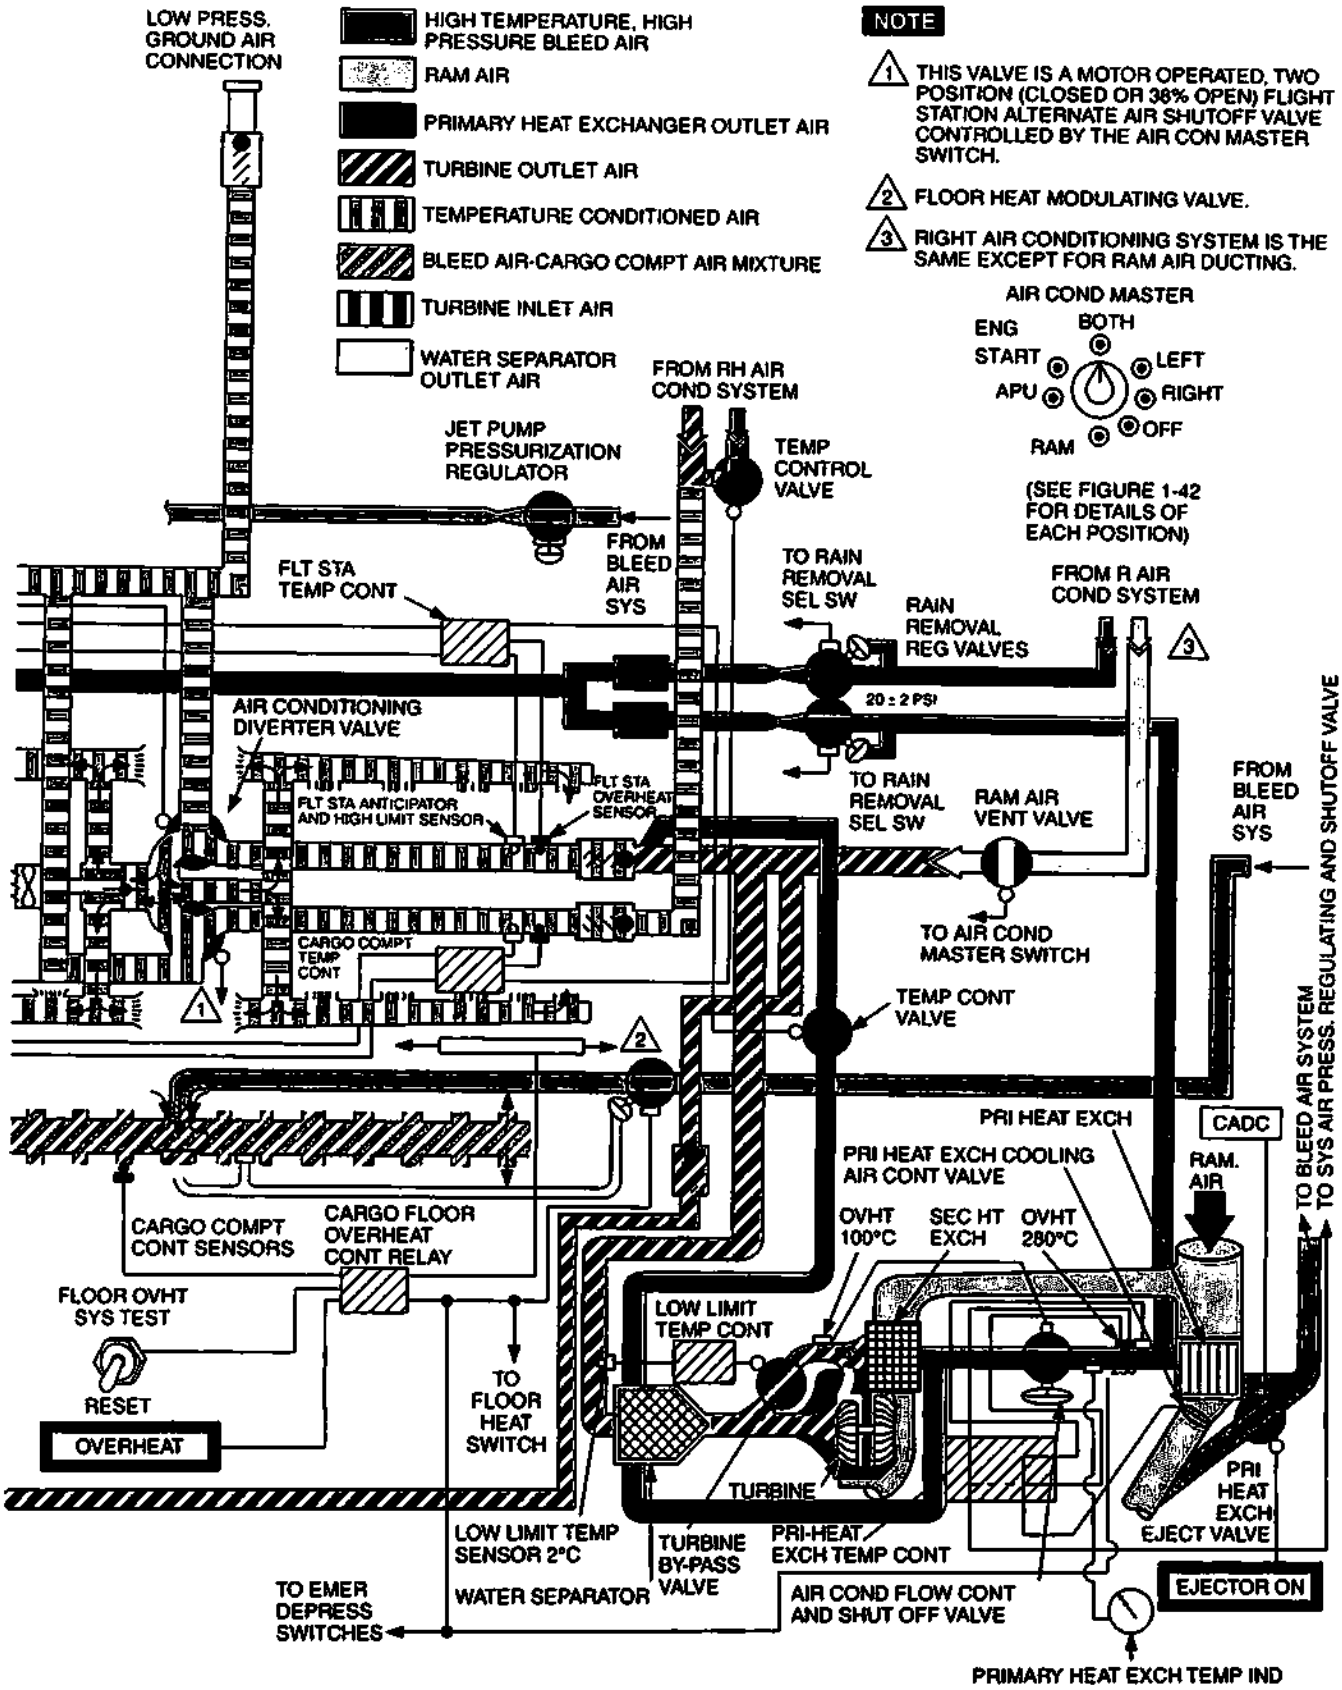 LOW PRESS.
GROUND AIR
CONNECTION
HIGH TEMPERATURE, HIGH
PRESSURE BLEED AIR
RAM AIR
PRIMARY HEAT EXCHANGER OUTLET AIR
TURBINE OUTLET AIR
TEMPERATURE CONDITIONED AIR
BLEED AIR-CARGO COMPT AIR MIXTURE
TURBINE INLET AIR
WATER SEPARATOR
OUTLET AIR
NOTE
1 THIS VALVE IS A MOTOR OPERATED, TWO
POSITION (CLOSED OR 38% OPEN) FLIGHT
STATION ALTERNATE AIR SHUTOFF VALVE
CONTROLLED BY THE AIR CON MASTER
SWITCH.
2 FLOOR HEAT MODULATING VALVE.
3 RIGHT AIR CONDITIONING SYSTEM IS THE
SAME EXCEPT FOR RAM AIR DUCTING.
AIR COND MASTER
BOTH
ENG
START
LEFT
APU
RIGHT
OFF
RAM
(SEE FIGURE 1-42
FOR DETAILS OF
EACH POSITION)
FROM RH AIR
COND SYSTEM
JET PUMP
PRESSURIZATION
REGULATOR
TEMP
CONTROL
VALVE
FROM
BLEED
AIR
SYS
FLT STA
TEMP CONT
TO RAIN
REMOVAL
SEL SW
RAIN
REMOVAL
REG VALVES
FROM R AIR
COND SYSTEM
3
20 ± 2 PSI
AIR CONDITIONING
DIVERTER VALVE
FLT STA ANTICIPATOR
AND HIGH LIMIT SENSOR
FLT STA
OVERHEAT
SENSOR
TO RAIN
REMOVAL
SEL SW
RAM AIR
VENT VALVE
FROM
BLEED
AIR
SYS
TO AIR COND
MASTER SWITCH
CARGO COMPT
TEMP
CONT
1
2
TEMP CONT
VALVE
TO BLEED AIR SYSTEM
TO SYS AIR PRESS. REGULATING AND SHUTOFF VALVE
PRI HEAT EXCH
CADC
PRI HEAT EXCH COOLING
AIR CONT VALVE
RAM.
AIR
OVHT
100°C
SEC HT
EXCH
OVHT
280°C
CARGO COMPT
CONT SENSORS
CARGO FLOOR
OVERHEAT
CONT RELAY
FLOOR OVHT
SYS TEST
RESET
OVERHEAT
LOW LIMIT
TEMP CONT
TO
FLOOR
HEAT
SWITCH
TURBINE
PRI
HEAT
EXCH
EJECT VALVE
LOW LIMIT TEMP
SENSOR 2°C
WATER SEPARATOR
TURBINE
BY-PASS
VALVE
PRI-HEAT
EXCH TEMP CONT
AIR COND FLOW CONT
AND SHUT OFF VALVE
EJECTOR ON
TO EMER
DEPRESS
SWITCHES
PRIMARY HEAT EXCH TEMP IND